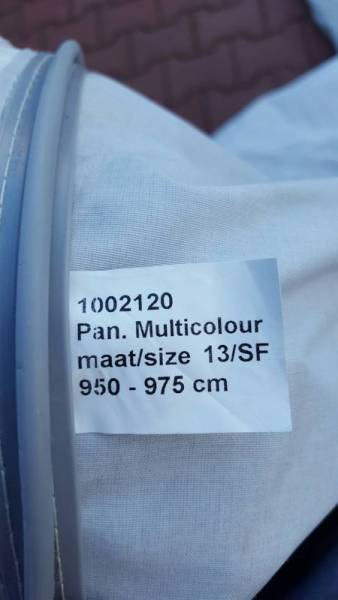 1002120
Pan. Multicolour
maat/size 13/SF
950 - 975 cm